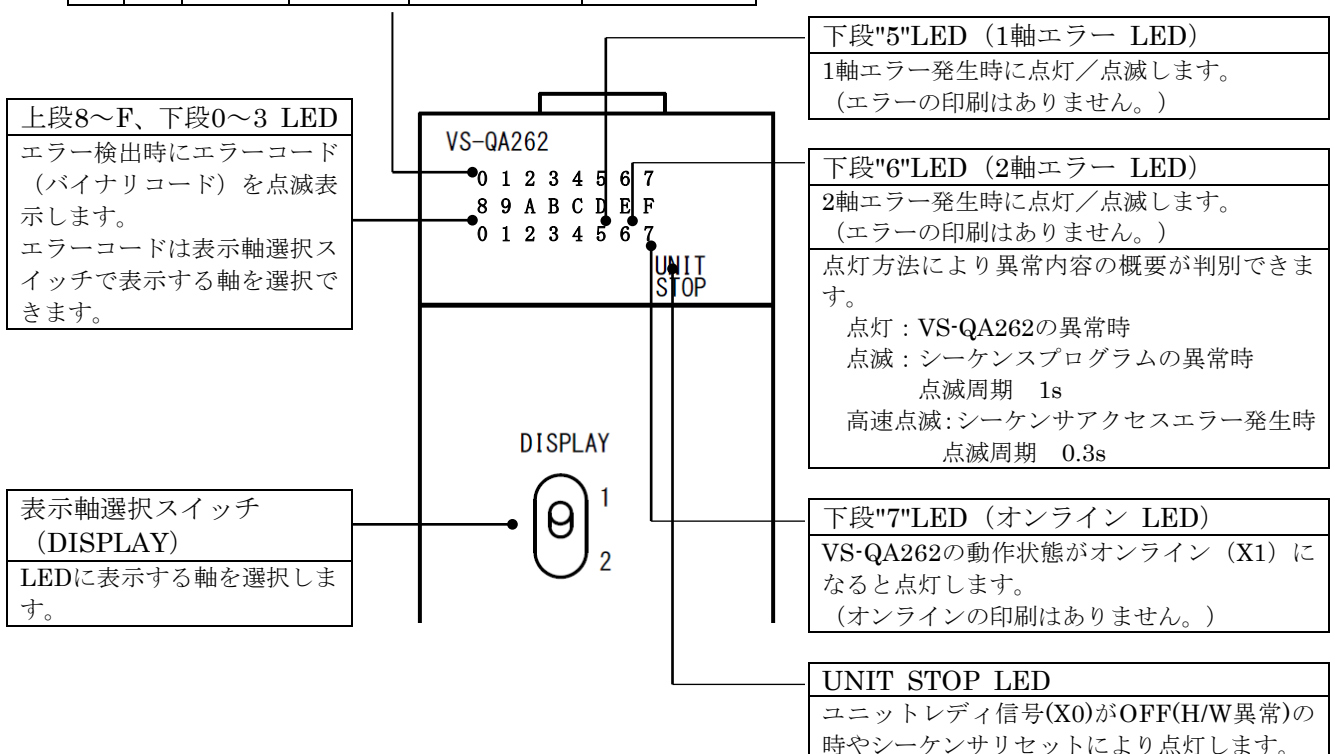 上段8～F、下段0～3 LED
エラー検出時にエラーコード
（バイナリコード）を点滅表
示します。
エラーコードは表示軸選択ス
イッチで表示する軸を選択で
きます。
表示軸選択スイッチ
（DISPLAY）
LEDに表示する軸を選択しま
す。
VS-QA262
0 1 2 3 4 5 6 7
8 9 A B C D E F
0 1 2 3 4 5 6 7
UNIT
STOP
DISPLAY
1
2
下段"5"LED（1軸エラー LED）
1軸エラー発生時に点灯／点滅します。
（エラーの印刷はありません。）
下段"6"LED（2軸エラー LED）
2軸エラー発生時に点灯／点滅します。
（エラーの印刷はありません。）
点灯方法により異常内容の概要が判別できま
す。
点灯：VS-QA262の異常時
点滅：シーケンスプログラムの異常時
点滅周期　1s
高速点滅：シーケンサアクセスエラー発生時
点滅周期　0.3s
下段"7"LED（オンライン LED）
VS-QA262の動作状態がオンライン（X1）に
なると点灯します。
（オンラインの印刷はありません。）
UNIT STOP LED
ユニットレディ信号(X0)がOFF(H/W異常)の
時やシーケンサリセットにより点灯します。